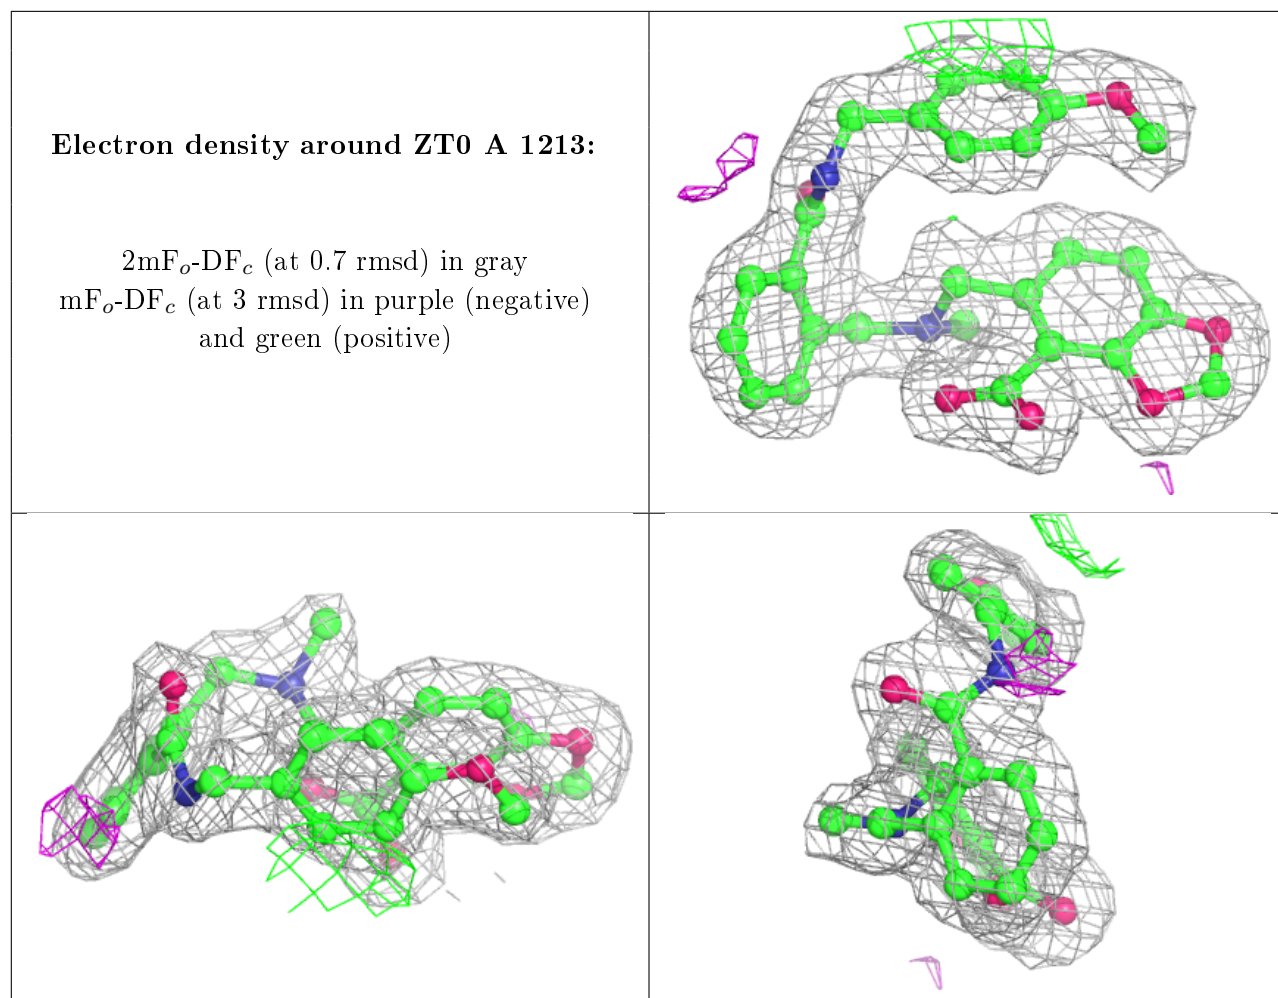 Electron density around ZT0 A 1213:
2mFo-DFc (at 0.7 rmsd) in gray
mFo-DFc (at 3 rmsd) in purple (negative)
and green (positive)